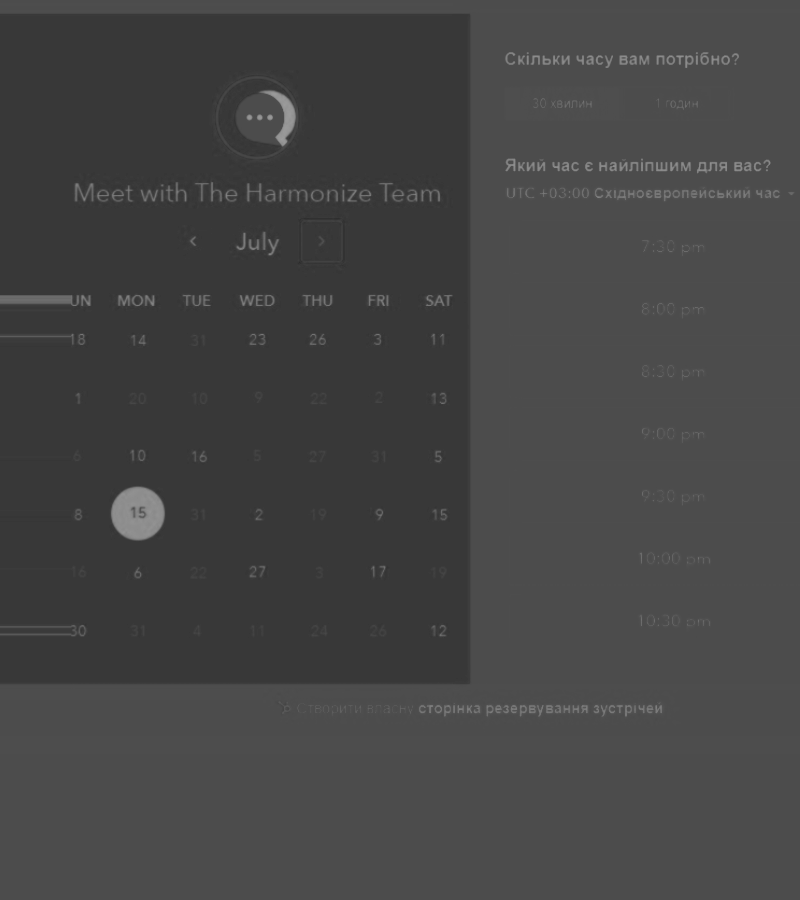 Meet with The Harmonize Team
July
UN MON TUE WED THU FRI SAT
18 14 31 23 26 3 11
1 20 10 9 22 2 13
6 10 16 5 27 31 5
8 15 31 2 19 9 15
16 6 22 27 3 17 19
30 31 4 11 24 26 12
Скільки часу вам потрібно?
30 хвилин 1 годин
Який час є найліпшим для вас?
UTC +03:00 Східноєвропейський час
7:30 pm
8:00 pm
8:30 pm
9:00 pm
9:30 pm
10:00 pm
10:30 pm
Створити власну сторінка резервування зустрічей